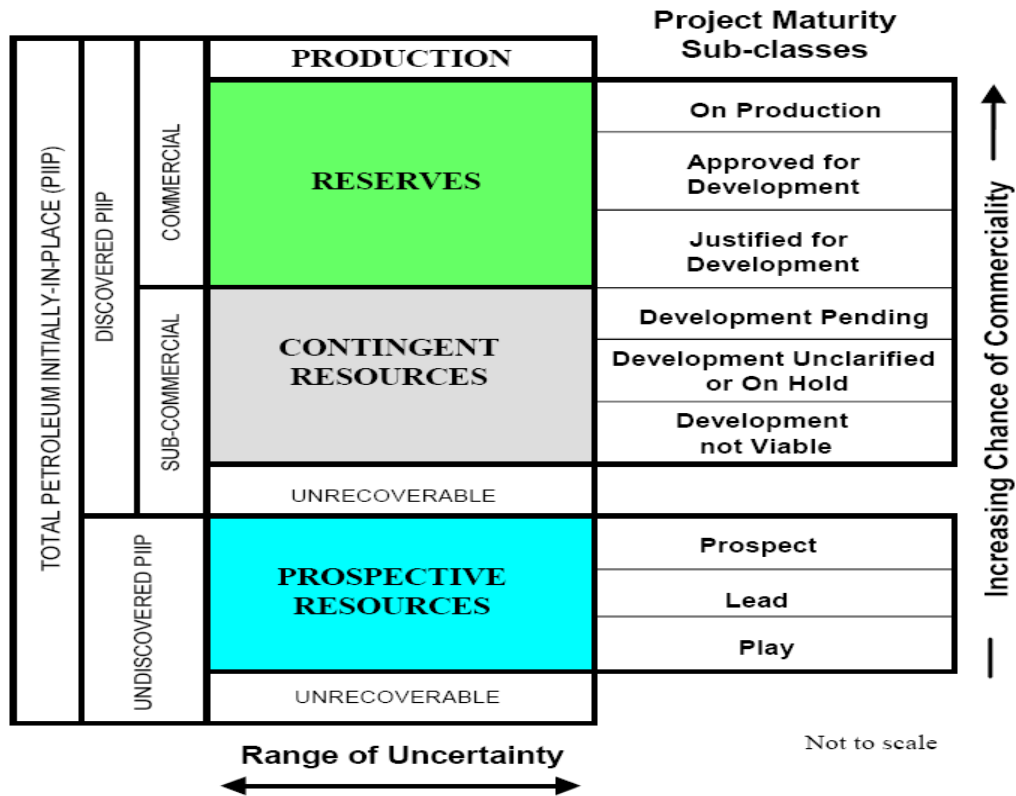 Project Maturity
Sub-classes
PRODUCTION
On Production
RESERVES
Approved for
Development
Justified for
Development
CONTINGENT
RESOURCES
Development Pending
Development Unclarified
or On Hold
Development
not Viable
UNRECOVERABLE
PROSPECTIVE
RESOURCES
Prospect
Lead
Play
UNRECOVERABLE
TOTAL PETROLEUM INITIALLY-IN-PLACE (PIIP)
DISCOVERED PIIP
UNDISCOVERED PIIP
COMMERCIAL
SUB-COMMERCIAL
Increasing Chance of Commerciality
Range of Uncertainty
Not to scale